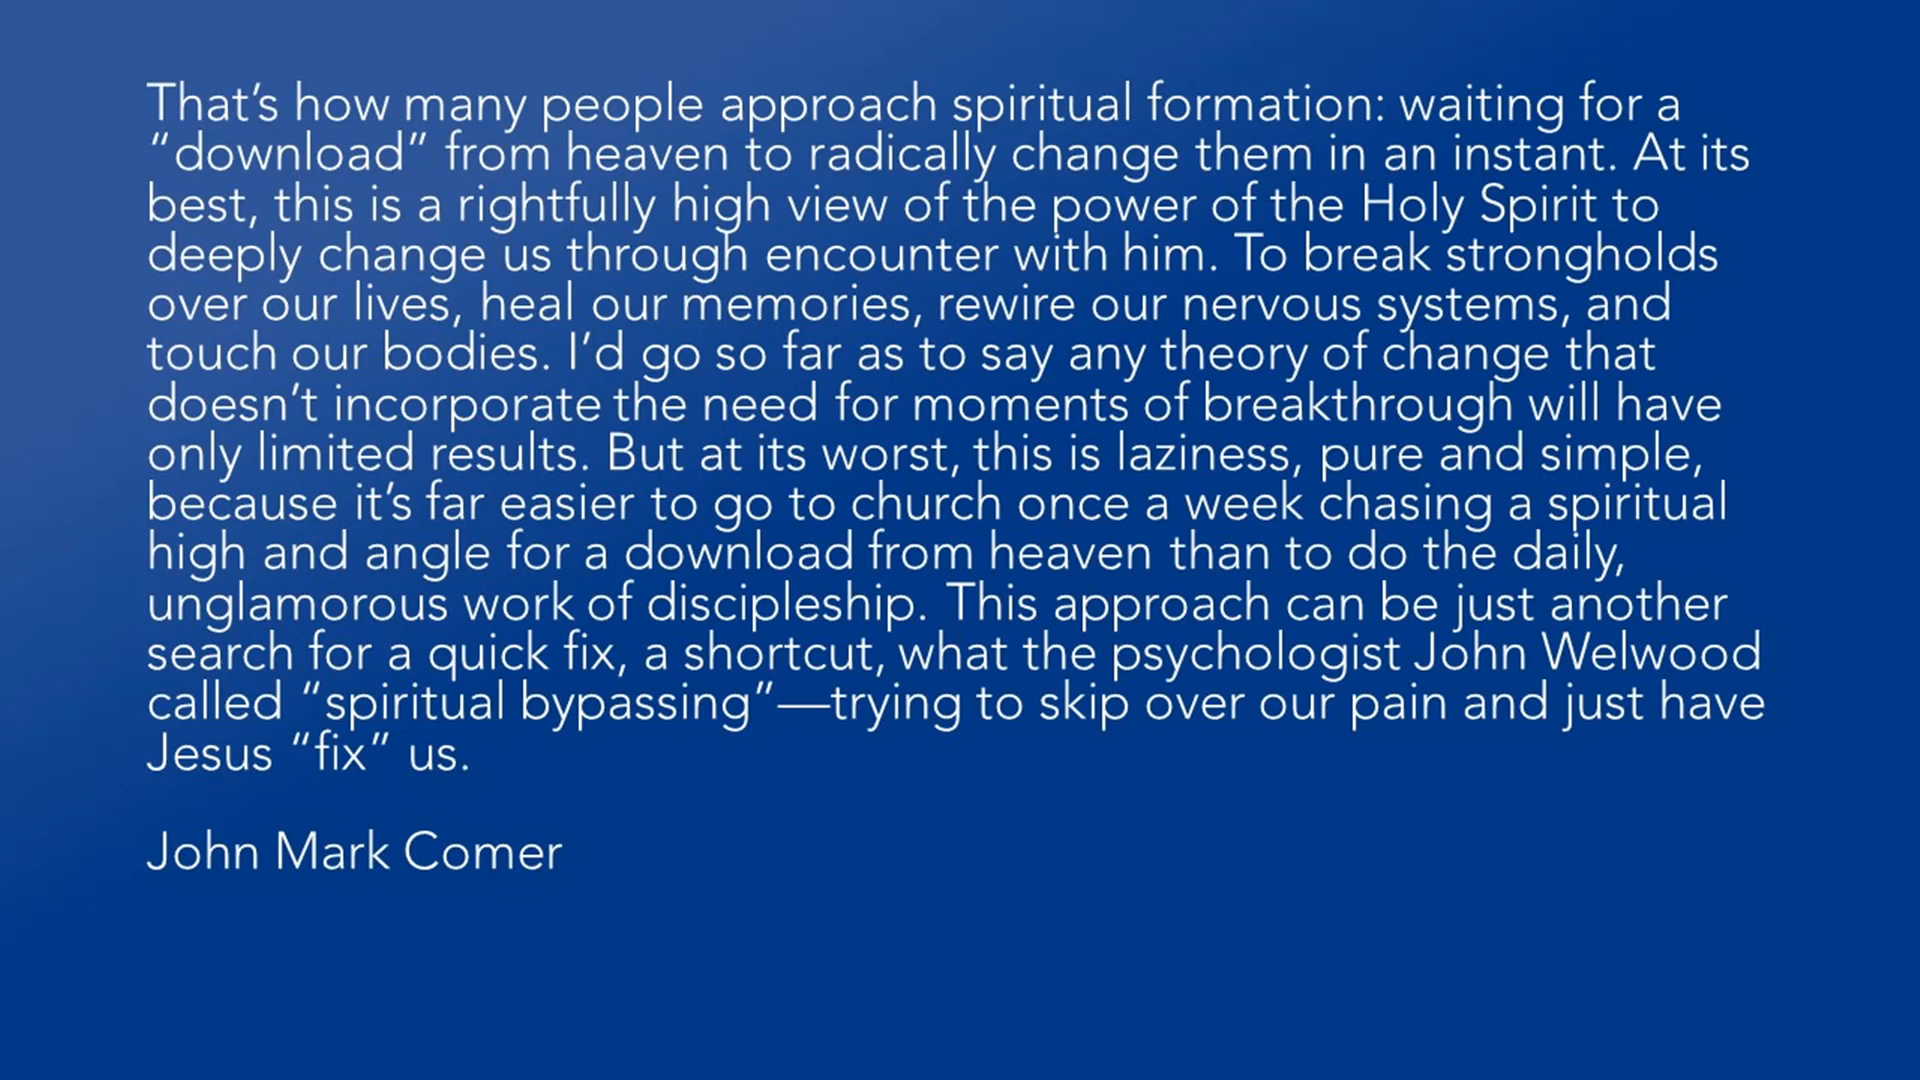 That’s how many people approach spiritual formation: waiting for a
“download” from heaven to radically change them in an instant. At its
best, this is a rightfully high view of the power of the Holy Spirit to
deeply change us through encounter with him. To break strongholds
over our lives, heal our memories, rewire our nervous systems, and
touch our bodies. I’d go so far as to say any theory of change that
doesn’t incorporate the need for moments of breakthrough will have
only limited results. But at its worst, this is laziness, pure and simple,
because it’s far easier to go to church once a week chasing a spiritual
high and angle for a download from heaven than to do the daily,
unglamorous work of discipleship. This approach can be just another
search for a quick fix, a shortcut, what the psychologist John Welwood
called “spiritual bypassing”—trying to skip over our pain and just have
Jesus “fix” us.
John Mark Comer